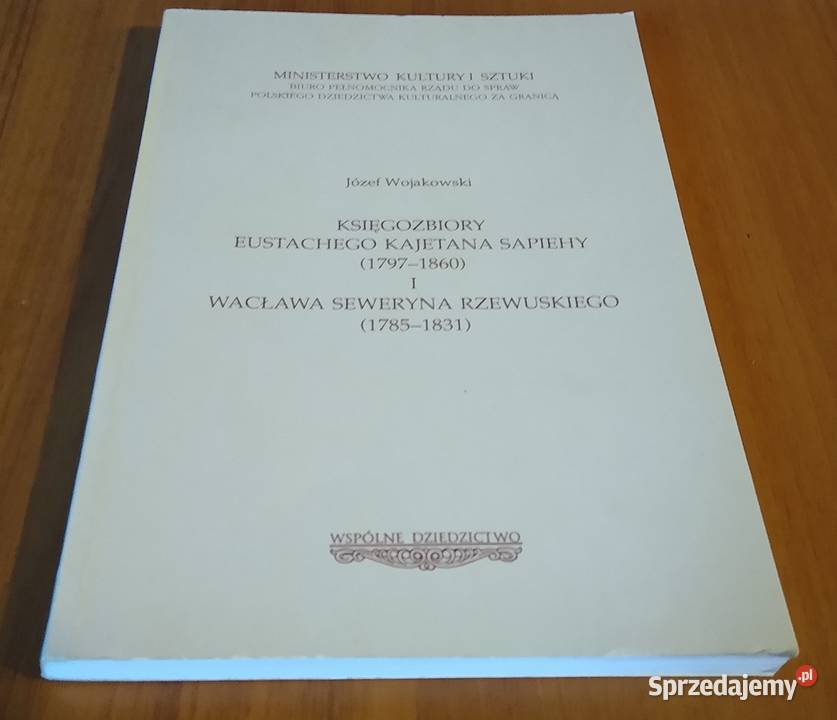 MINISTERSTWO KULTURY I SZTUKI
BIURO PEŁNOMOCNIKA RZĄDU DO SPRAW
POLSKIEGO DZIEDZICTWA KULTURALNEGO ZA GRANICĄ
Józef Wojakowski
KSIĘGOZBIORY
EUSTACHEGO KAJETANA SAPIEHY
(1797–1860)
I
WACŁAWA SEWERYNA RZEWUSKIEGO
(1785–1831)
WSPÓLNE DZIEDZICTWO
Sprzedajemy.pl